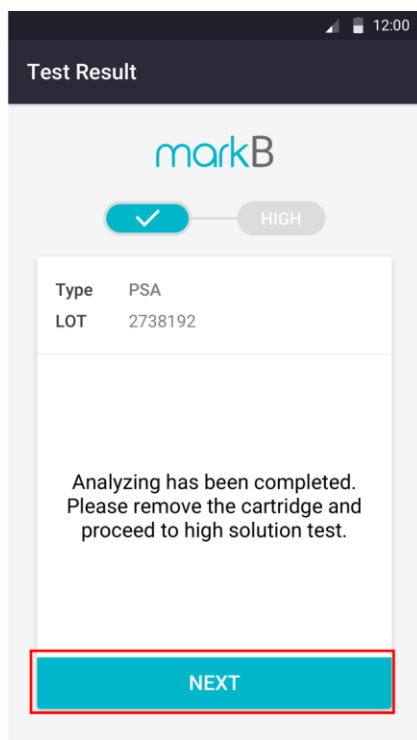 12:00
Test Result
markB
HIGH
Type PSA
LOT 2738192
Analyzing has been completed.
Please remove the cartridge and
proceed to high solution test.
NEXT